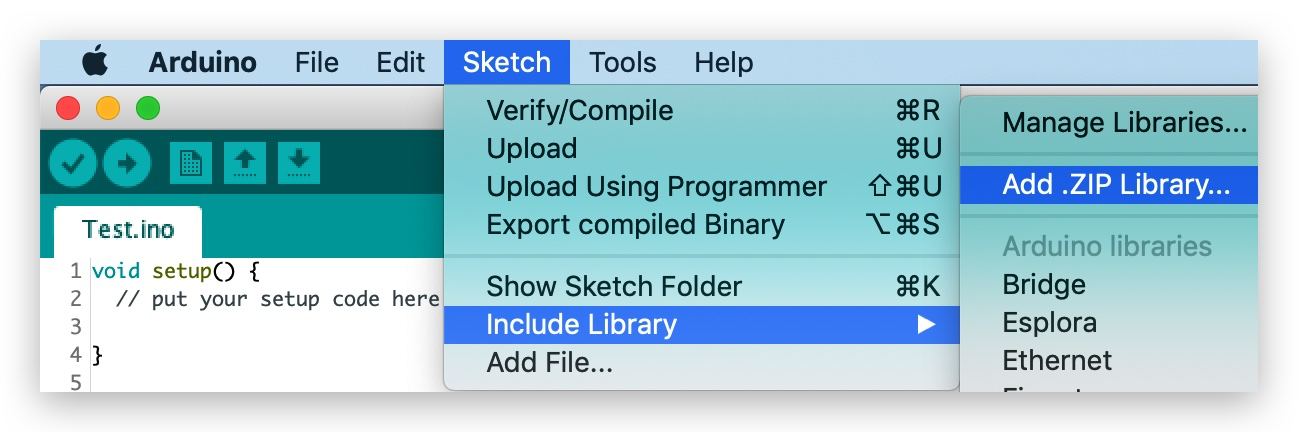 Arduino File Edit Sketch Tools Help
Verify/Compile ⌘R
Upload ⌘U
Upload Using Programmer ⇧⌘U
Export compiled Binary ⌥⌘S
Show Sketch Folder ⌘K
Include Library ▶
Add File...
Manage Libraries...
Add .ZIP Library...
Arduino libraries
Bridge
Esplora
Ethernet
Test.ino
1 void setup() {
2 // put your setup code here
3
4 }
5